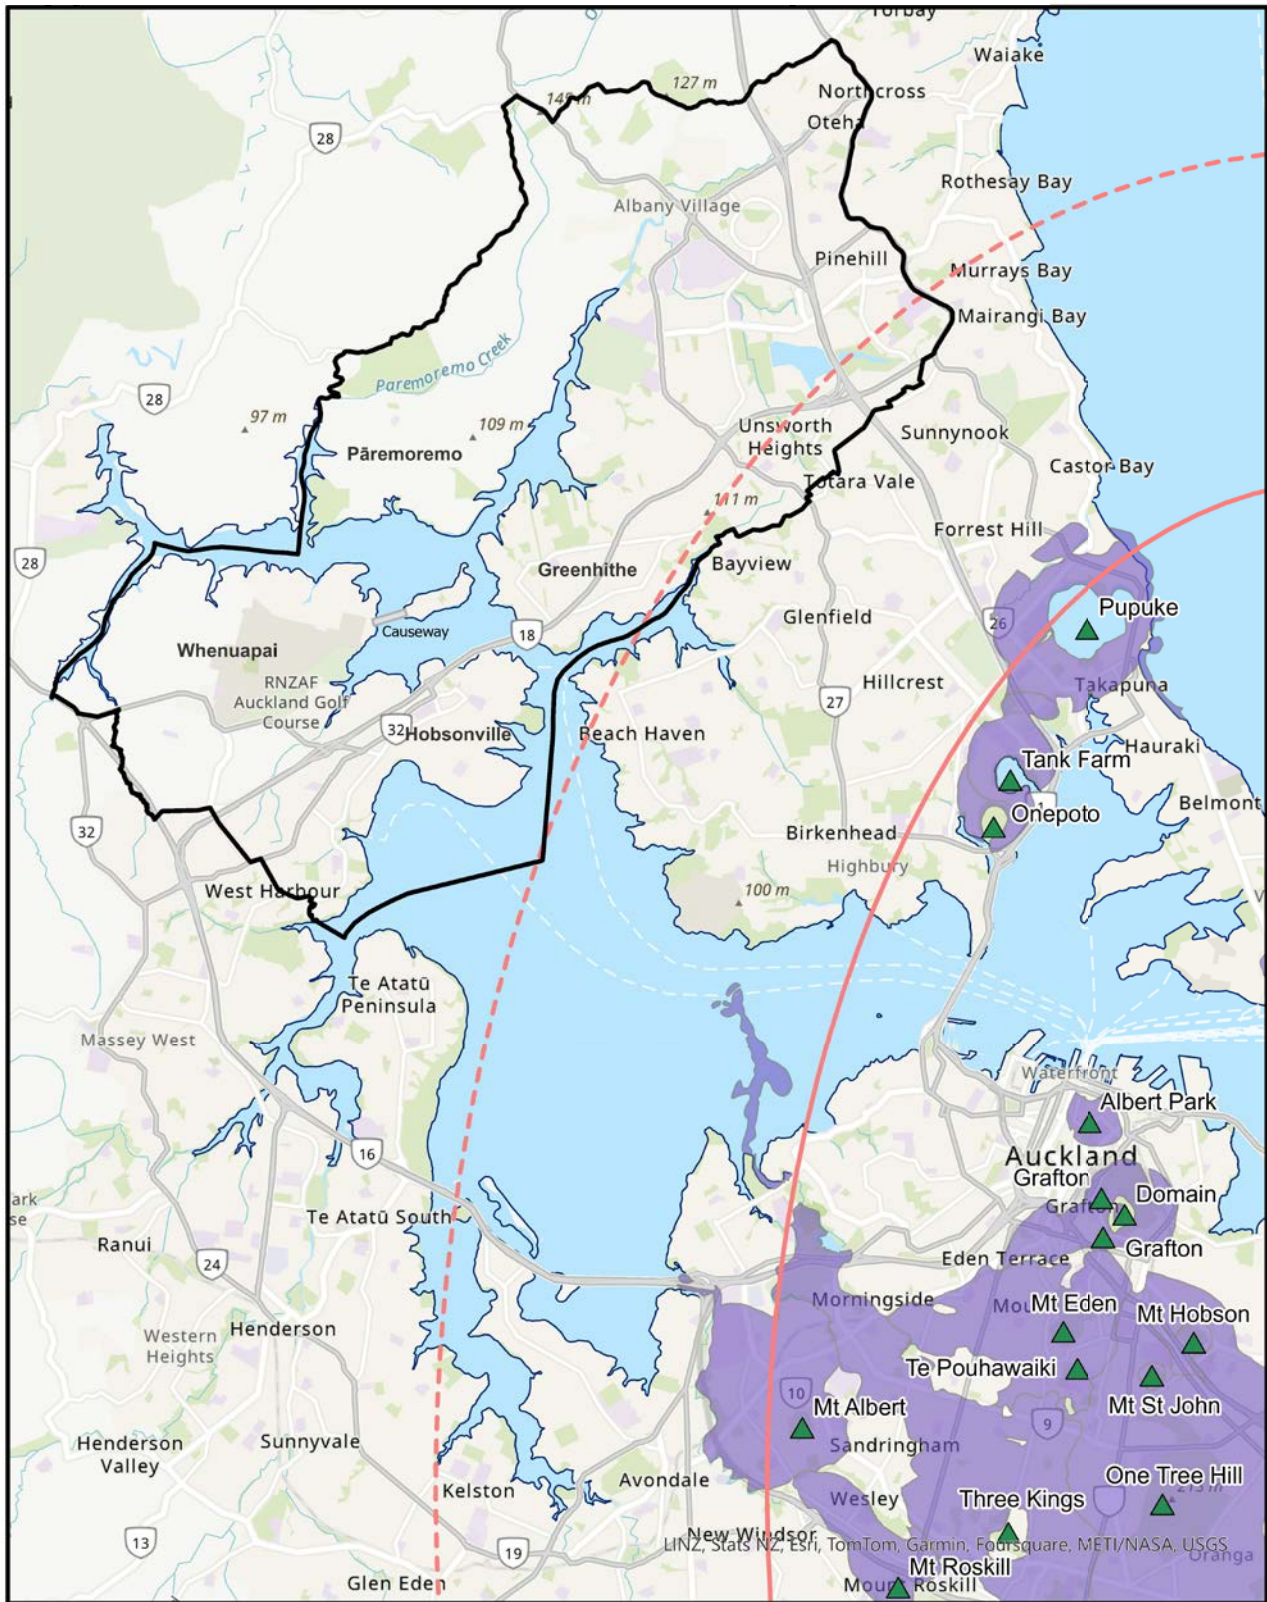 Torbay
Waiake
127 m
149 m
Northcross
Oteha
28
Rothesay Bay
Albany Village
Pinehill
Murrays Bay
Mairangi Bay
Paremoremo Creek
28
97 m
109 m
Unsworth
Heights
Sunnynook
Pāremoremo
Castor Bay
Totara Vale
111 m
Forrest Hill
28
Greenhithe
Bayview
Pupuke
Glenfield
26
Causeway
18
Whenuapai
Takapuna
RNZAF
Auckland Golf
Course
Hillcrest
27
32
Hobsonville
Beach Haven
Hauraki
Tank Farm
Belmont
1
Onepoto
32
Birkenhead
Highbury
West Harbour
100 m
Te Atatū
Peninsula
Massey West
Waterfront
Albert Park
16
Auckland
Grafton
Domain
Grafton
Te Atatū South
Grafton
Ranui
Eden Terrace
24
Morningside
Mt Eden
Mt Hobson
Henderson
Western
Heights
Te Pouhawaiki
10
Mt St John
Mt Albert
9
Henderson
Valley
Sunnyvale
Sandringham
One Tree Hill
Avondale
Kelston
Wesley
Three Kings
13
19
New Windsor
LINZ, Stats NZ, Esri, TomTom, Garmin, Foursquare, METI/NASA, USGS
Oranga
Mt Roskill
Glen Eden
Mount Roskill